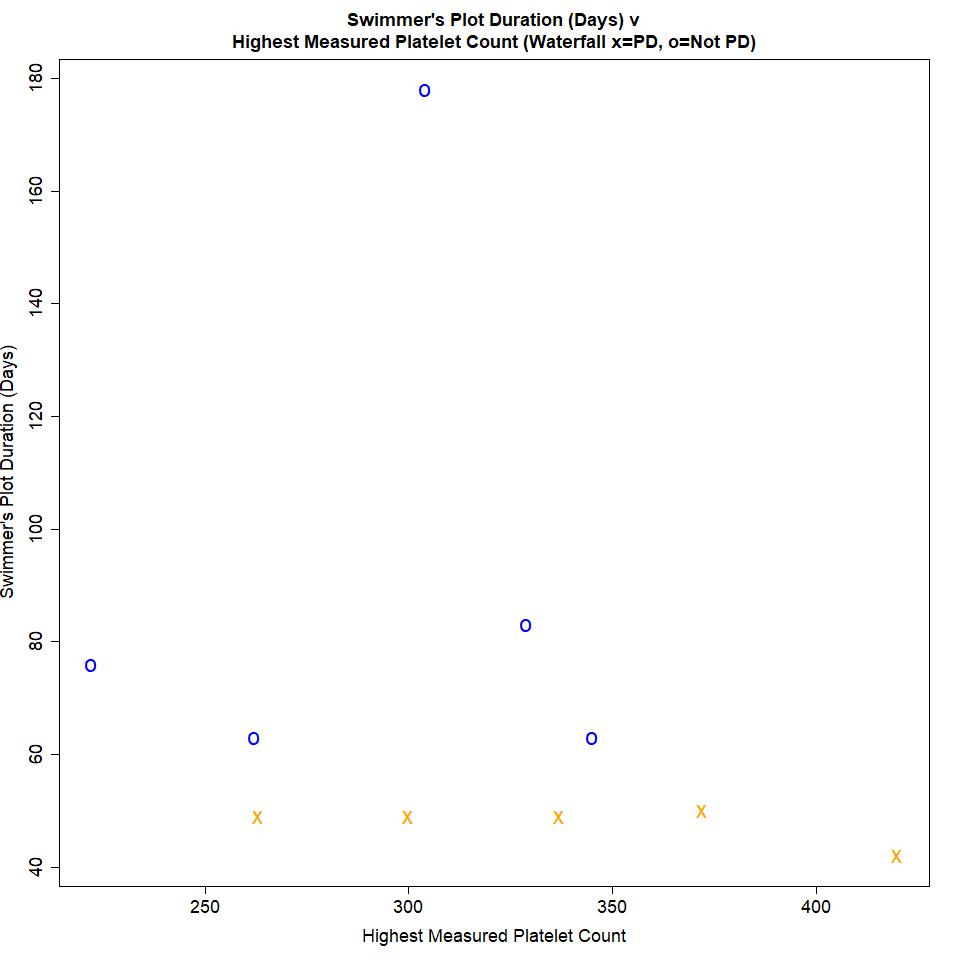 Swimmer's Plot Duration (Days) v
Highest Measured Platelet Count (Waterfall x=PD, o=Not PD)
Swimmer's Plot Duration (Days)
180
160
140
120
100
80
60
40
o
o
o
o
o
x
x
x
x
x
250
300
350
400
Highest Measured Platelet Count